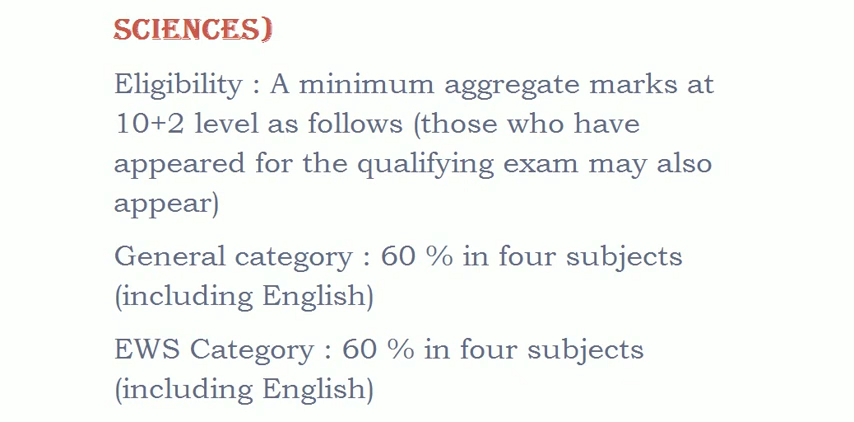 SCIENCES)
Eligibility : A minimum aggregate marks at
10+2 level as follows (those who have
appeared for the qualifying exam may also
appear)
General category : 60 % in four subjects
(including English)
EWS Category : 60 % in four subjects
(including English)